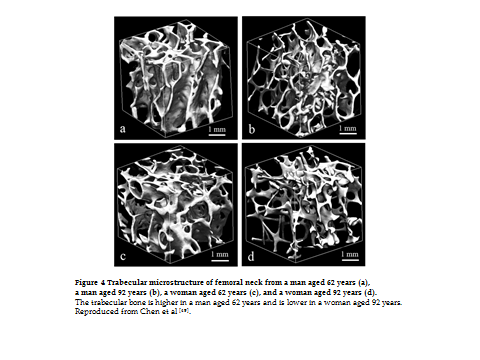 a
1 mm
b
1 mm
c
1 mm
d
1 mm
Figure 4 Trabecular microstructure of femoral neck from a man aged 62 years (a),
a man aged 92 years (b), a woman aged 62 years (c), and a woman aged 92 years (d).
The trabecular bone is higher in a man aged 62 years and is lower in a woman aged 92 years.
Reproduced from Chen et al [18].